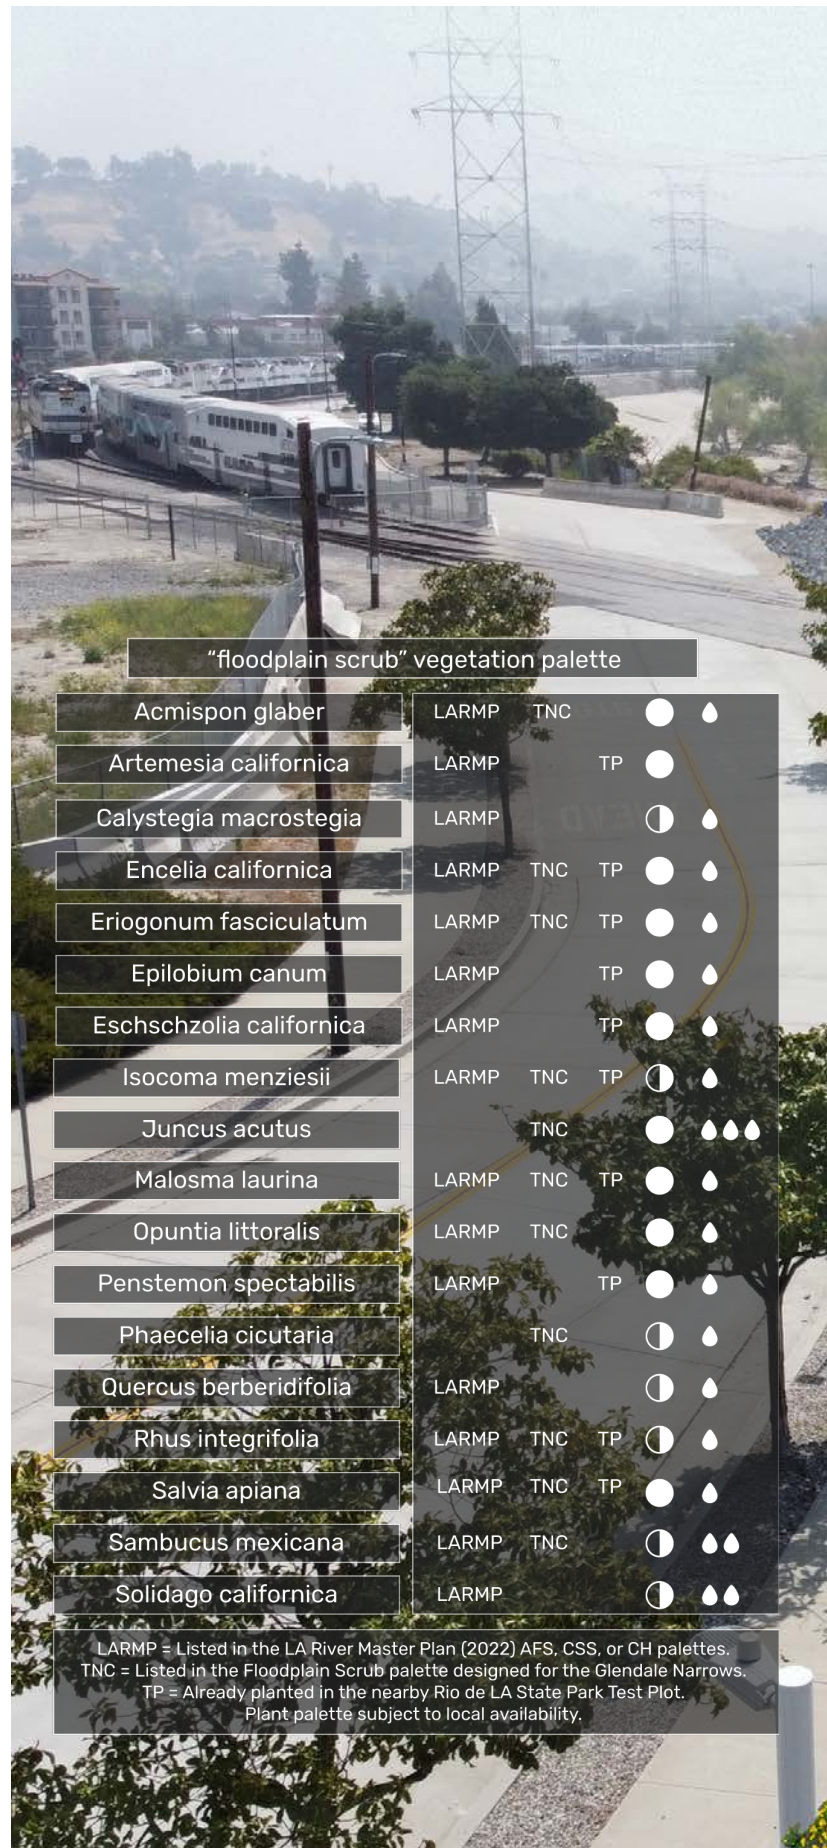 “floodplain scrub” vegetation palette
Acmispon glaber LARMP TNC
Artemesia californica LARMP TP
Calystegia macrostegia LARMP
Encelia californica LARMP TNC TP
Eriogonum fasciculatum LARMP TNC TP
Epilobium canum LARMP TP
Eschschzolia californica LARMP TP
Isocoma menziesii LARMP TNC TP
Juncus acutus TNC
Malosma laurina LARMP TNC TP
Opuntia littoralis LARMP TNC
Penstemon spectabilis LARMP TP
Phaecelia cicutaria TNC
Quercus berberidifolia LARMP
Rhus integrifolia LARMP TNC TP
Salvia apiana LARMP TNC TP
Sambucus mexicana LARMP TNC
Solidago californica LARMP
LARMP = Listed in the LA River Master Plan (2022) AFS, CSS, or CH palettes.
TNC = Listed in the Floodplain Scrub palette designed for the Glendale Narrows.
TP = Already planted in the nearby Rio de LA State Park Test Plot.
Plant palette subject to local availability.